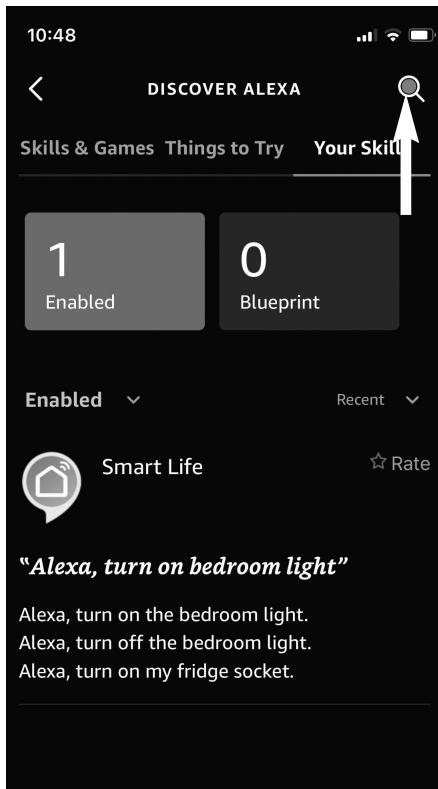 10:48
DISCOVER ALEXA
Skills & Games Things to Try Your Skill
1
Enabled
0
Blueprint
Enabled
Recent
Smart Life
Rate
‟Alexa, turn on bedroom light”
Alexa, turn on the bedroom light.
Alexa, turn off the bedroom light.
Alexa, turn on my fridge socket.